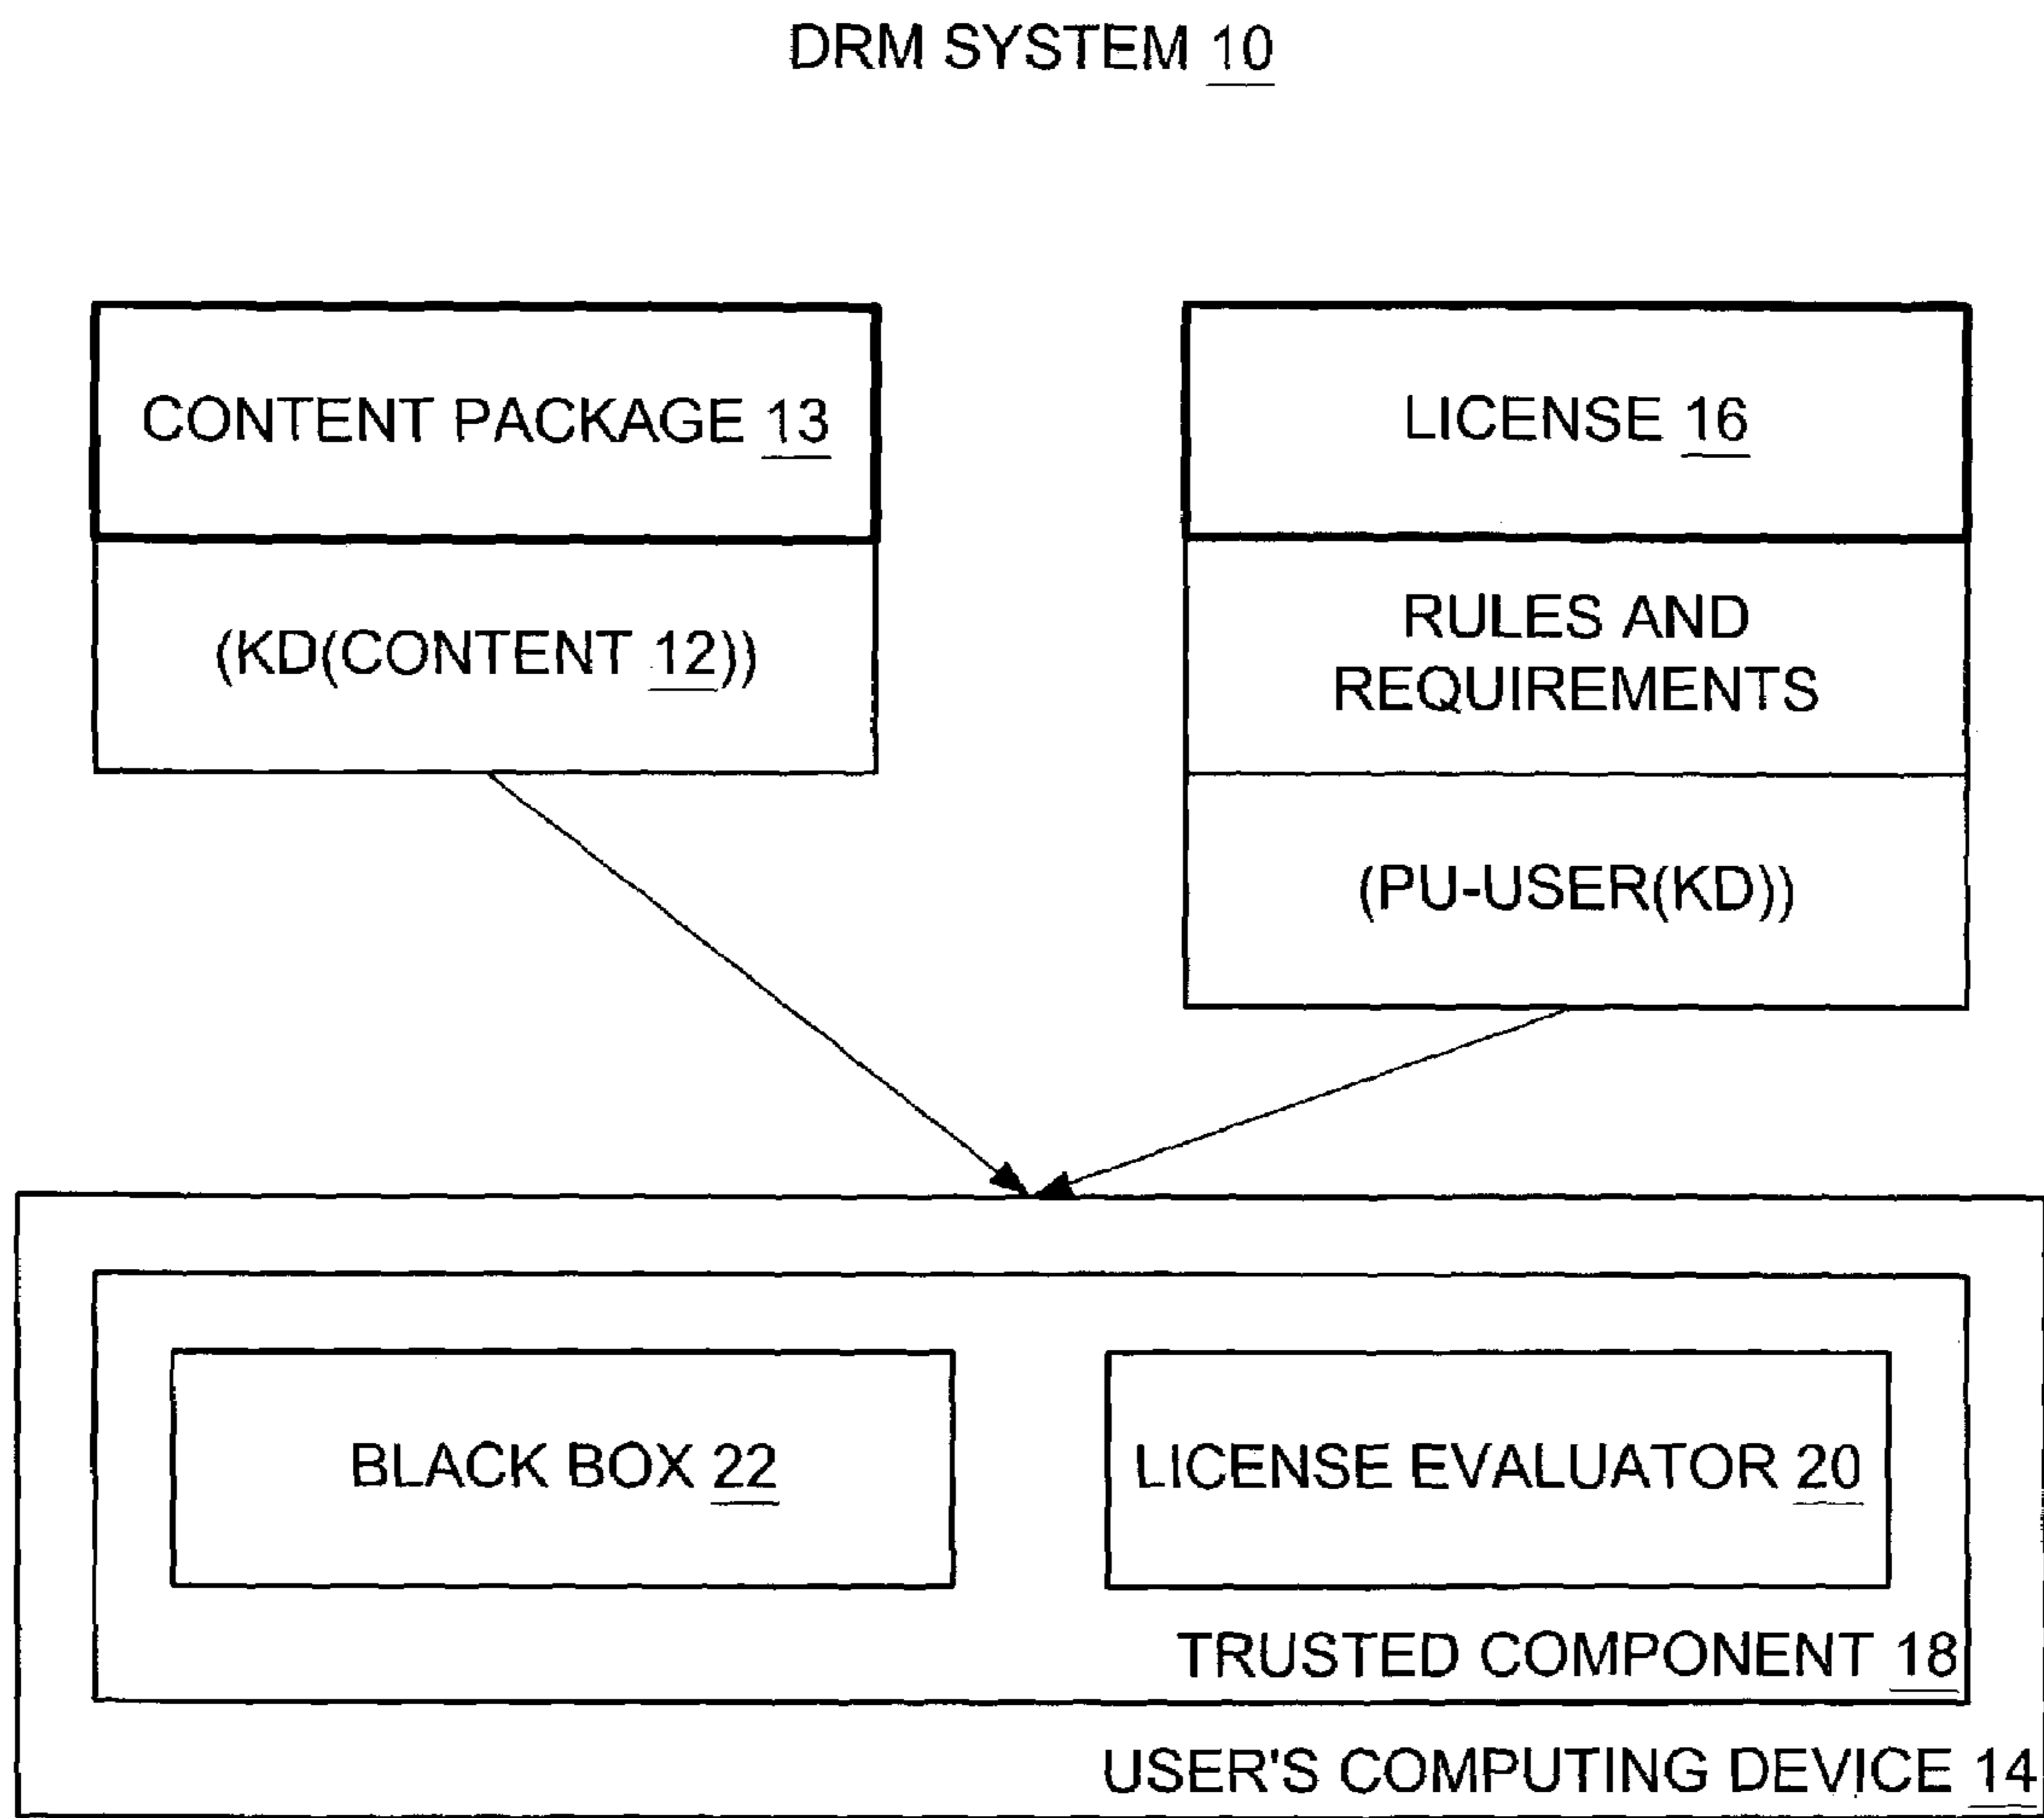 DRM SYSTEM 10
CONTENT PACKAGE 13
(KD(CONTENT 12))
LICENSE 16
RULES AND
REQUIREMENTS
(PU-USER(KD))
BLACK BOX 22
LICENSE EVALUATOR 20
TRUSTED COMPONENT 18
USER'S COMPUTING DEVICE 14